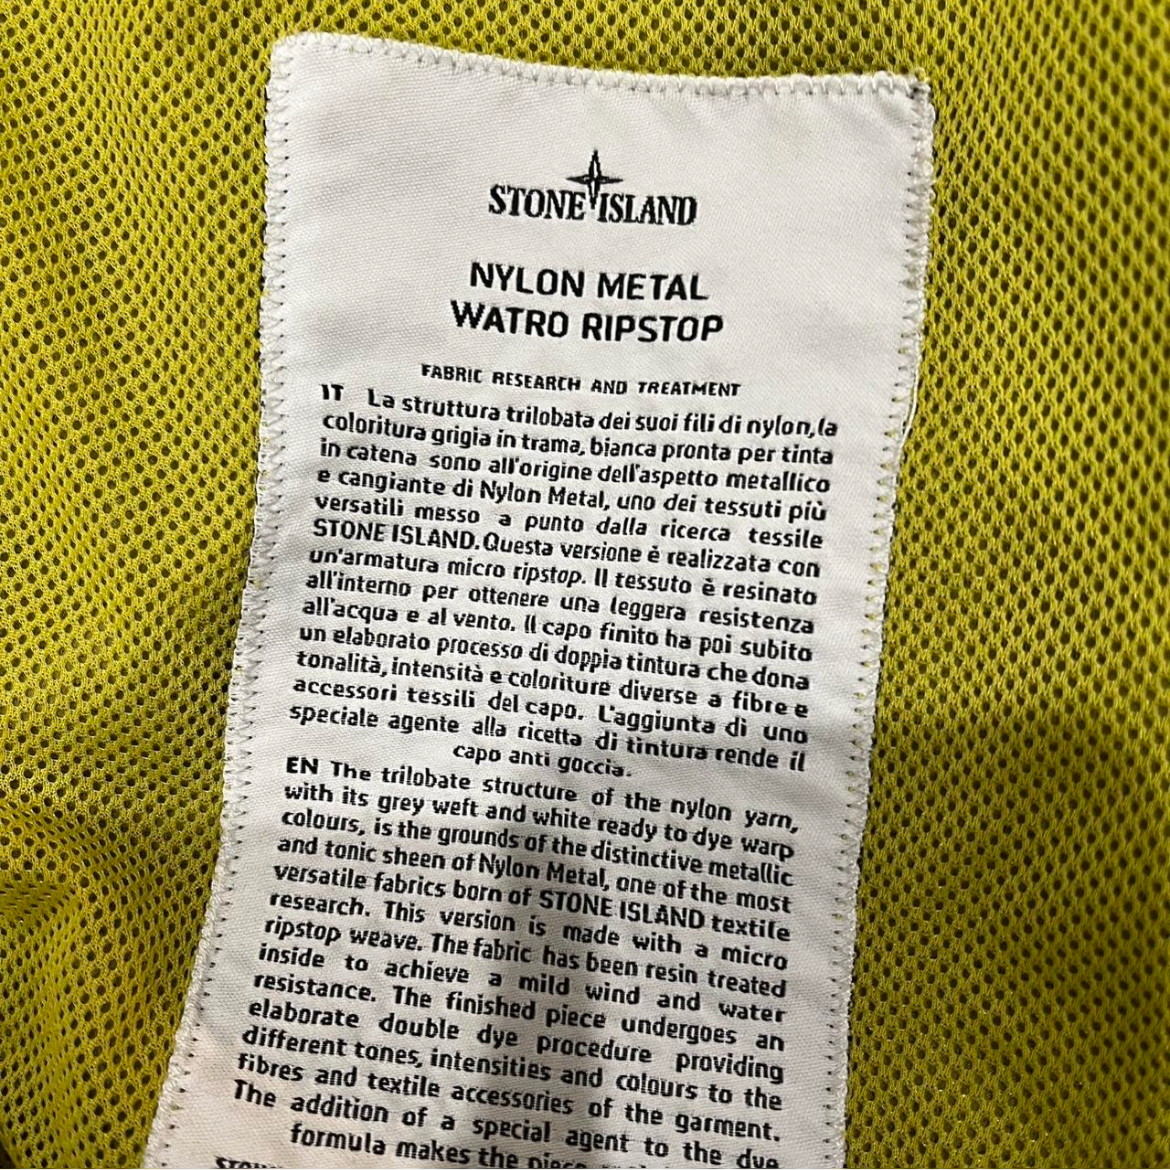 STONE ISLAND
NYLON METAL
WATRO RIPSTOP
FABRIC RESEARCH AND TREATMENT
IT La struttura trilobata dei suoi fili di nylon, la
coloritura grigia in trama, bianca pronta per tinta
in catena sono all'origine dell'aspetto metallico
e cangiante di Nylon Metal, uno dei tessuti più
versatili messo a punto dalla ricerca tessile
STONE ISLAND. Questa versione è realizzata con
un'armatura micro ripstop. Il tessuto è resinato
all'interno per ottenere una leggera resistenza
all'acqua e al vento. Il capo finito ha poi subito
un elaborato processo di doppia tintura che dona
tonalità, intensità e coloriture diverse a fibre e
accessori tessili del capo. L'aggiunta di uno
speciale agente alla ricetta di tintura rende il
capo anti goccia.
EN The trilobate structure of the nylon yarn,
with its grey weft and white ready to dye warp
colours, is the grounds of the distinctive metallic
and tonic sheen of Nylon Metal, one of the most
versatile fabrics born of STONE ISLAND textile
research. This version is made with a micro
ripstop weave. The fabric has been resin treated
inside to achieve a mild wind and water
resistance. The finished piece undergoes an
elaborate double dye procedure providing
different tones, intensities and colours to the
fibres and textile accessories of the garment.
The addition of a special agent to the dye
formula makes the piece